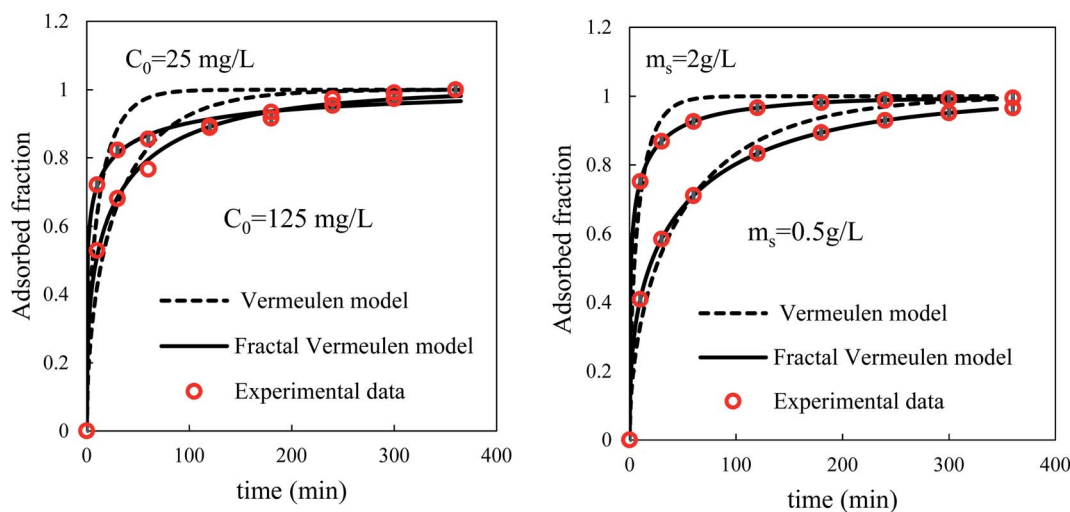 1.2
1
0.8
0.6
0.4
0.2
0
Adsorbed fraction
C₀=25 mg/L
C₀=125 mg/L
Vermeulen model
Fractal Vermeulen model
Experimental data
0 100 200 300 400
time (min)
1.2
1
0.8
0.6
0.4
0.2
0
Adsorbed fraction
mₛ=2g/L
mₛ=0.5g/L
Vermeulen model
Fractal Vermeulen model
Experimental data
0 100 200 300 400
time (min)